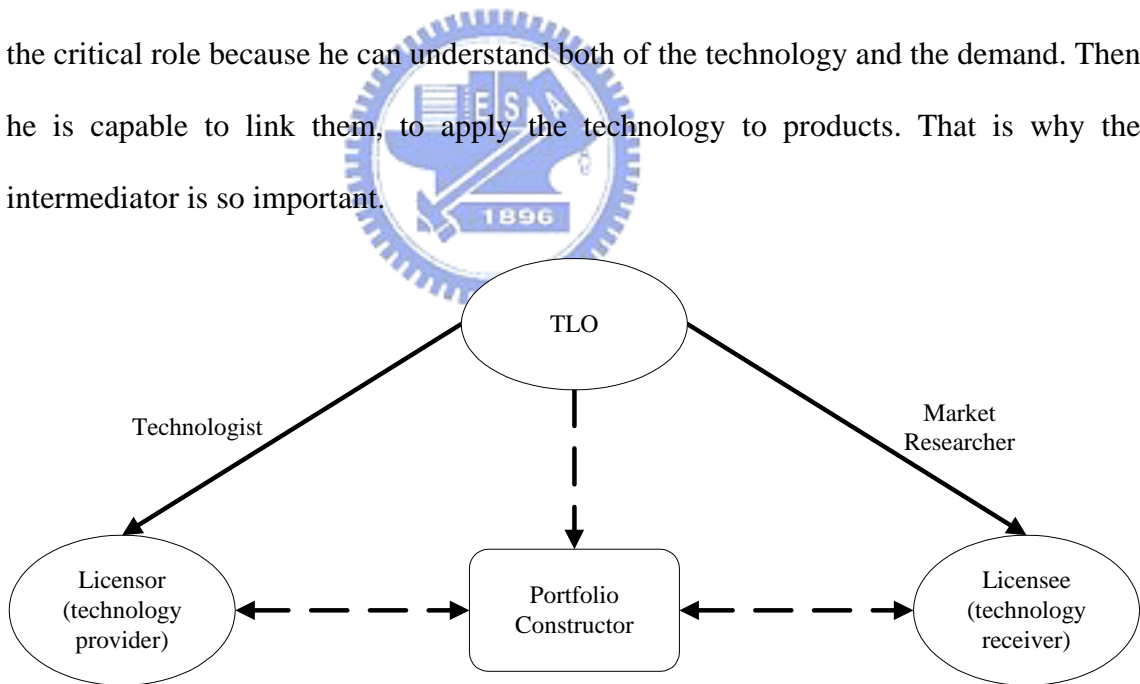 the critical role because he can understand both of the technology and the demand. Then
he is capable to link them, to apply the technology to products. That is why the
intermediator is so important.
E S A
1896
TLO
Technologist
Market
Researcher
Licensor
(technology
provider)
Portfolio
Constructor
Licensee
(technology
receiver)